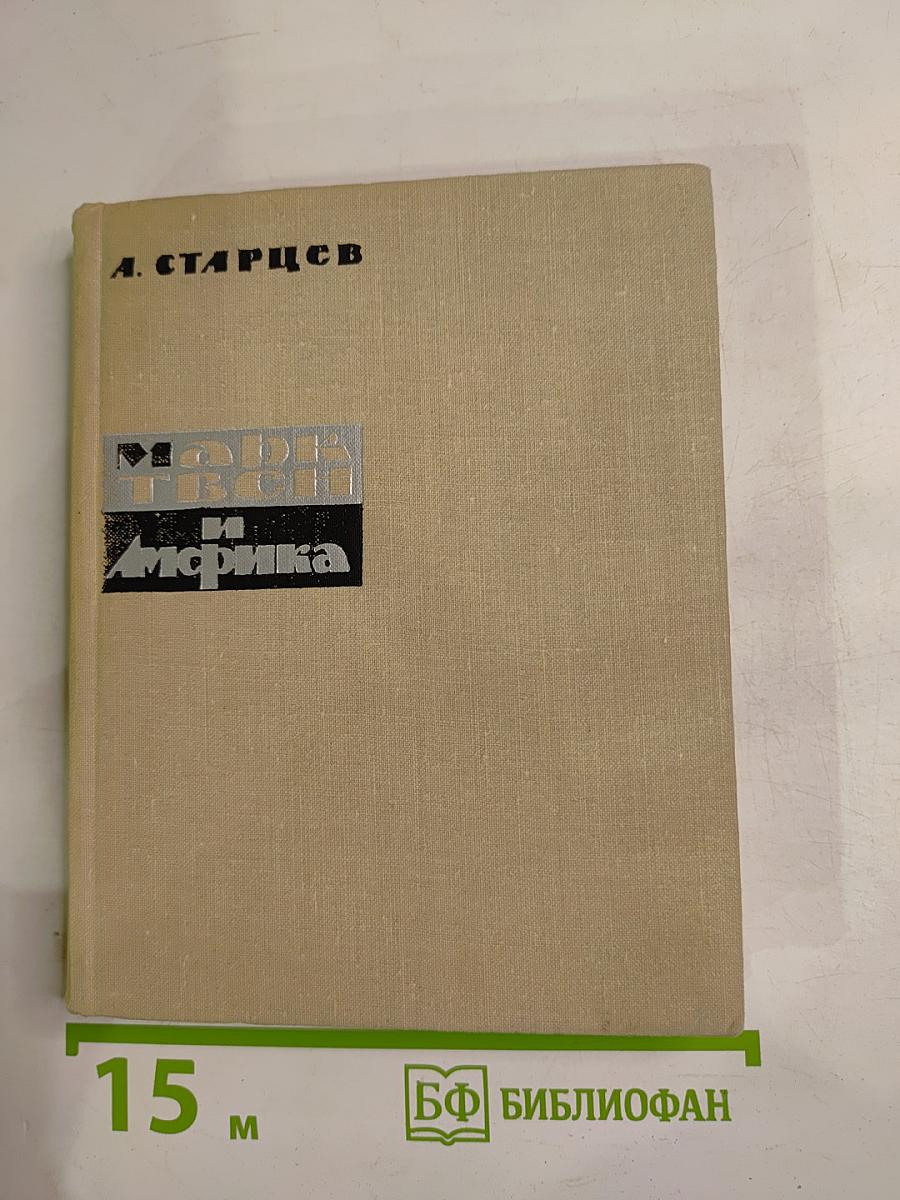 А. СТАРЦЕВ
Марк
ТВЕН
и
Америка
15 м
БФ БИБЛИОФАН